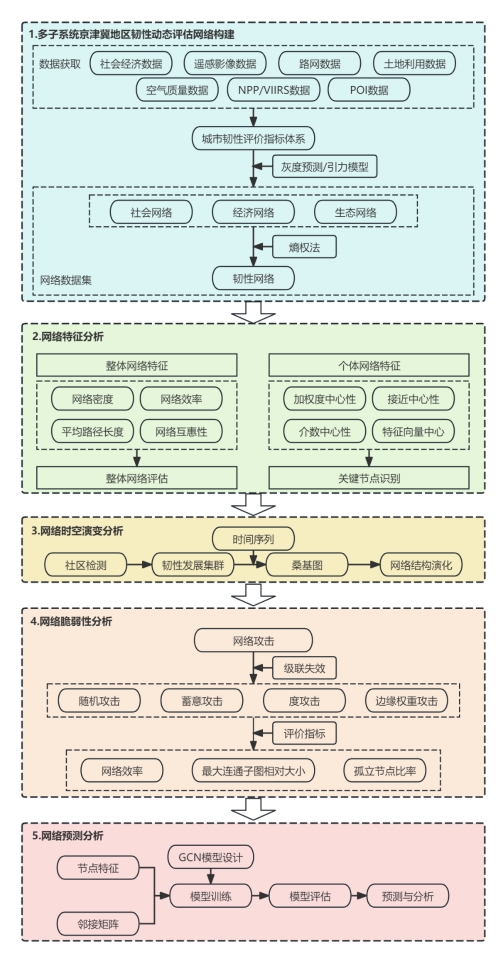 1.多子系统京津冀地区韧性动态评估网络构建
数据获取
社会经济数据
遥感影像数据
路网数据
土地利用数据
空气质量数据
NPP/VIIRS数据
POI数据
城市韧性评价指标体系
灰度预测/引力模型
社会网络
经济网络
生态网络
熵权法
网络数据集
韧性网络
2.网络特征分析
整体网络特征
个体网络特征
网络密度
网络效率
加权度中心性
接近中心性
平均路径长度
网络互惠性
介数中心性
特征向量中心
整体网络评估
关键节点识别
3.网络时空演变分析
时间序列
社区检测
韧性发展集群
桑基图
网络结构演化
4.网络脆弱性分析
网络攻击
级联失效
随机攻击
蓄意攻击
度攻击
边缘权重攻击
评价指标
网络效率
最大连通子图相对大小
孤立节点比率
5.网络预测分析
GCN模型设计
节点特征
模型训练
模型评估
预测与分析
邻接矩阵